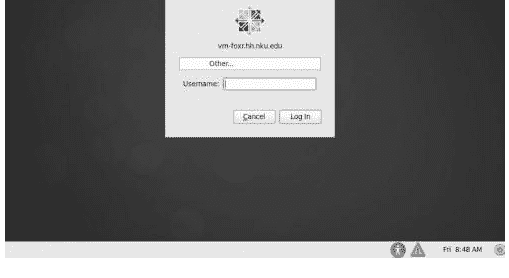 vm-foxr.hh.nku.edu
Other...
Username:
Cancel
Log In
Fri 8:48 AM